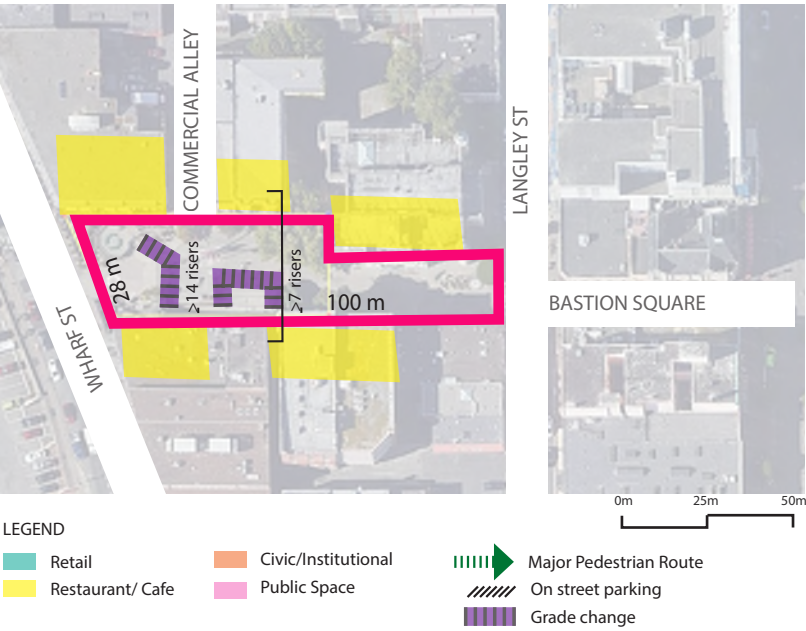 COMMERCIAL ALLEY
LANGLEY ST
28 m
>14 risers
>7 risers
100 m
BASTION SQUARE
WHARF ST
0m 25m 50m
LEGEND
Retail
Restaurant/ Cafe
Civic/Institutional
Public Space
Major Pedestrian Route
On street parking
Grade change